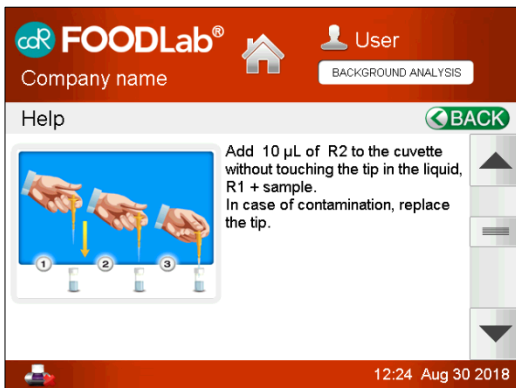 cdR FOODLab®
User
Company name
BACKGROUND ANALYSIS
Help
BACK
Add 10 µL of R2 to the cuvette
without touching the tip in the liquid,
R1 + sample.
In case of contamination, replace
the tip.
1 2 3
12:24 Aug 30 2018